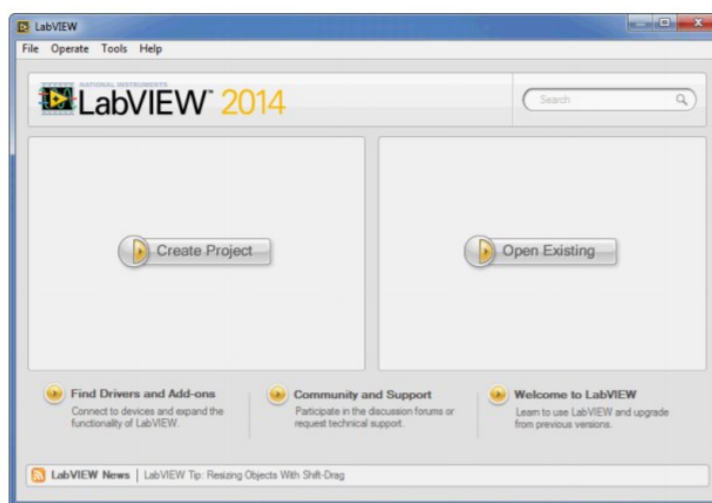 LabVIEW
File Operate Tools Help
NATIONAL INSTRUMENTS
LabVIEW™ 2014
Search
Create Project
Open Existing
Find Drivers and Add-ons
Connect to devices and expand the
functionality of LabVIEW.
Community and Support
Participate in the discussion forums or
request technical support.
Welcome to LabVIEW
Learn to use LabVIEW and upgrade
from previous versions.
LabVIEW News | LabVIEW Tip: Resizing Objects With Shift-Drag